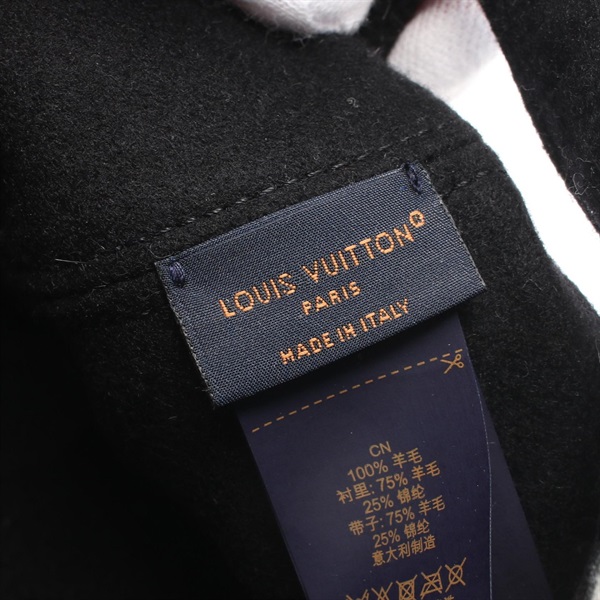 LOUIS VUITTON®
PARIS
MADE IN ITALY
CN
100% 羊毛
衬里: 75% 羊毛
25% 锦纶
带子: 75% 羊毛
25% 锦纶
意大利制造